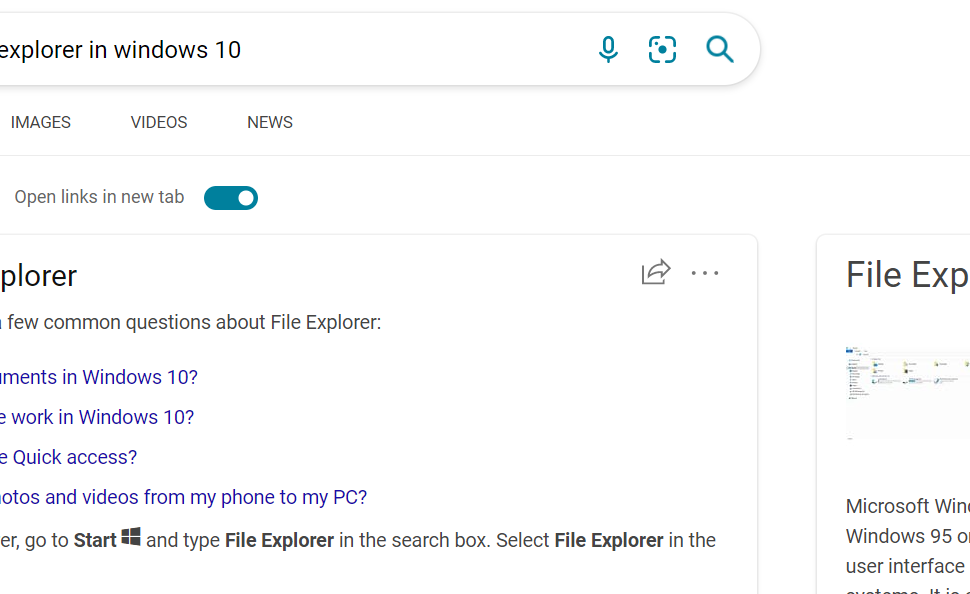 explorer in windows 10
IMAGES VIDEOS NEWS
Open links in new tab
plorer
File Exp
a few common questions about File Explorer:
uments in Windows 10?
e work in Windows 10?
e Quick access?
hotos and videos from my phone to my PC?
er, go to Start and type File Explorer in the search box. Select File Explorer in the
Microsoft Win
Windows 95 o
user interface